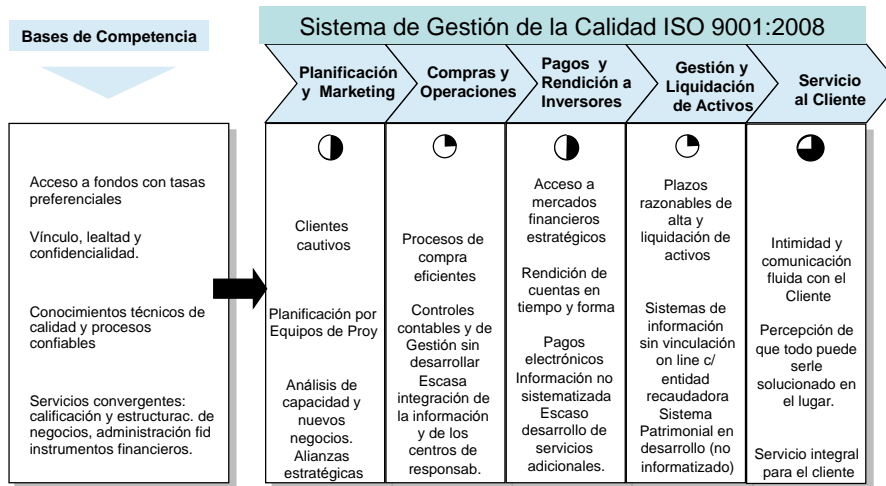 Bases de Competencia
Acceso a fondos con tasas
preferenciales
Vínculo, lealtad y
confidencialidad.
Conocimientos técnicos de
calidad y procesos
confiables
Servicios convergentes:
calificación y estructurac. de
negocios, administración fid
instrumentos financieros.
Sistema de Gestión de la Calidad ISO 9001:2008
Planificación
y Marketing
Clientes
cautivos
Planificación por
Equipos de Proy
Análisis de
capacidad y
nuevos
negocios.
Alianzas
estratégicas
Compras y
Operaciones
Procesos de
compra
eficientes
Controles
contables y de
Gestión sin
desarrollar
Escasa
integración de
la información
y de los
centros de
responsab.
Pagos y
Rendición a
Inversores
Acceso a
mercados
financieros
estratégicos
Rendición de
cuentas en
tiempo y forma
Pagos
electrónicos
Información no
sistematizada
Escaso
desarrollo de
servicios
adicionales.
Gestión y
Liquidación
de Activos
Plazos
razonables de
alta y
liquidación de
activos
Sistemas de
información
sin vinculación
on line c/
entidad
recaudadora
Sistema
Patrimonial en
desarrollo (no
informatizado)
Servicio
al Cliente
Intimidad y
comunicación
fluida con el
Cliente
Percepción de
que todo puede
serle
solucionado en
el lugar.
Servicio integral
para el cliente